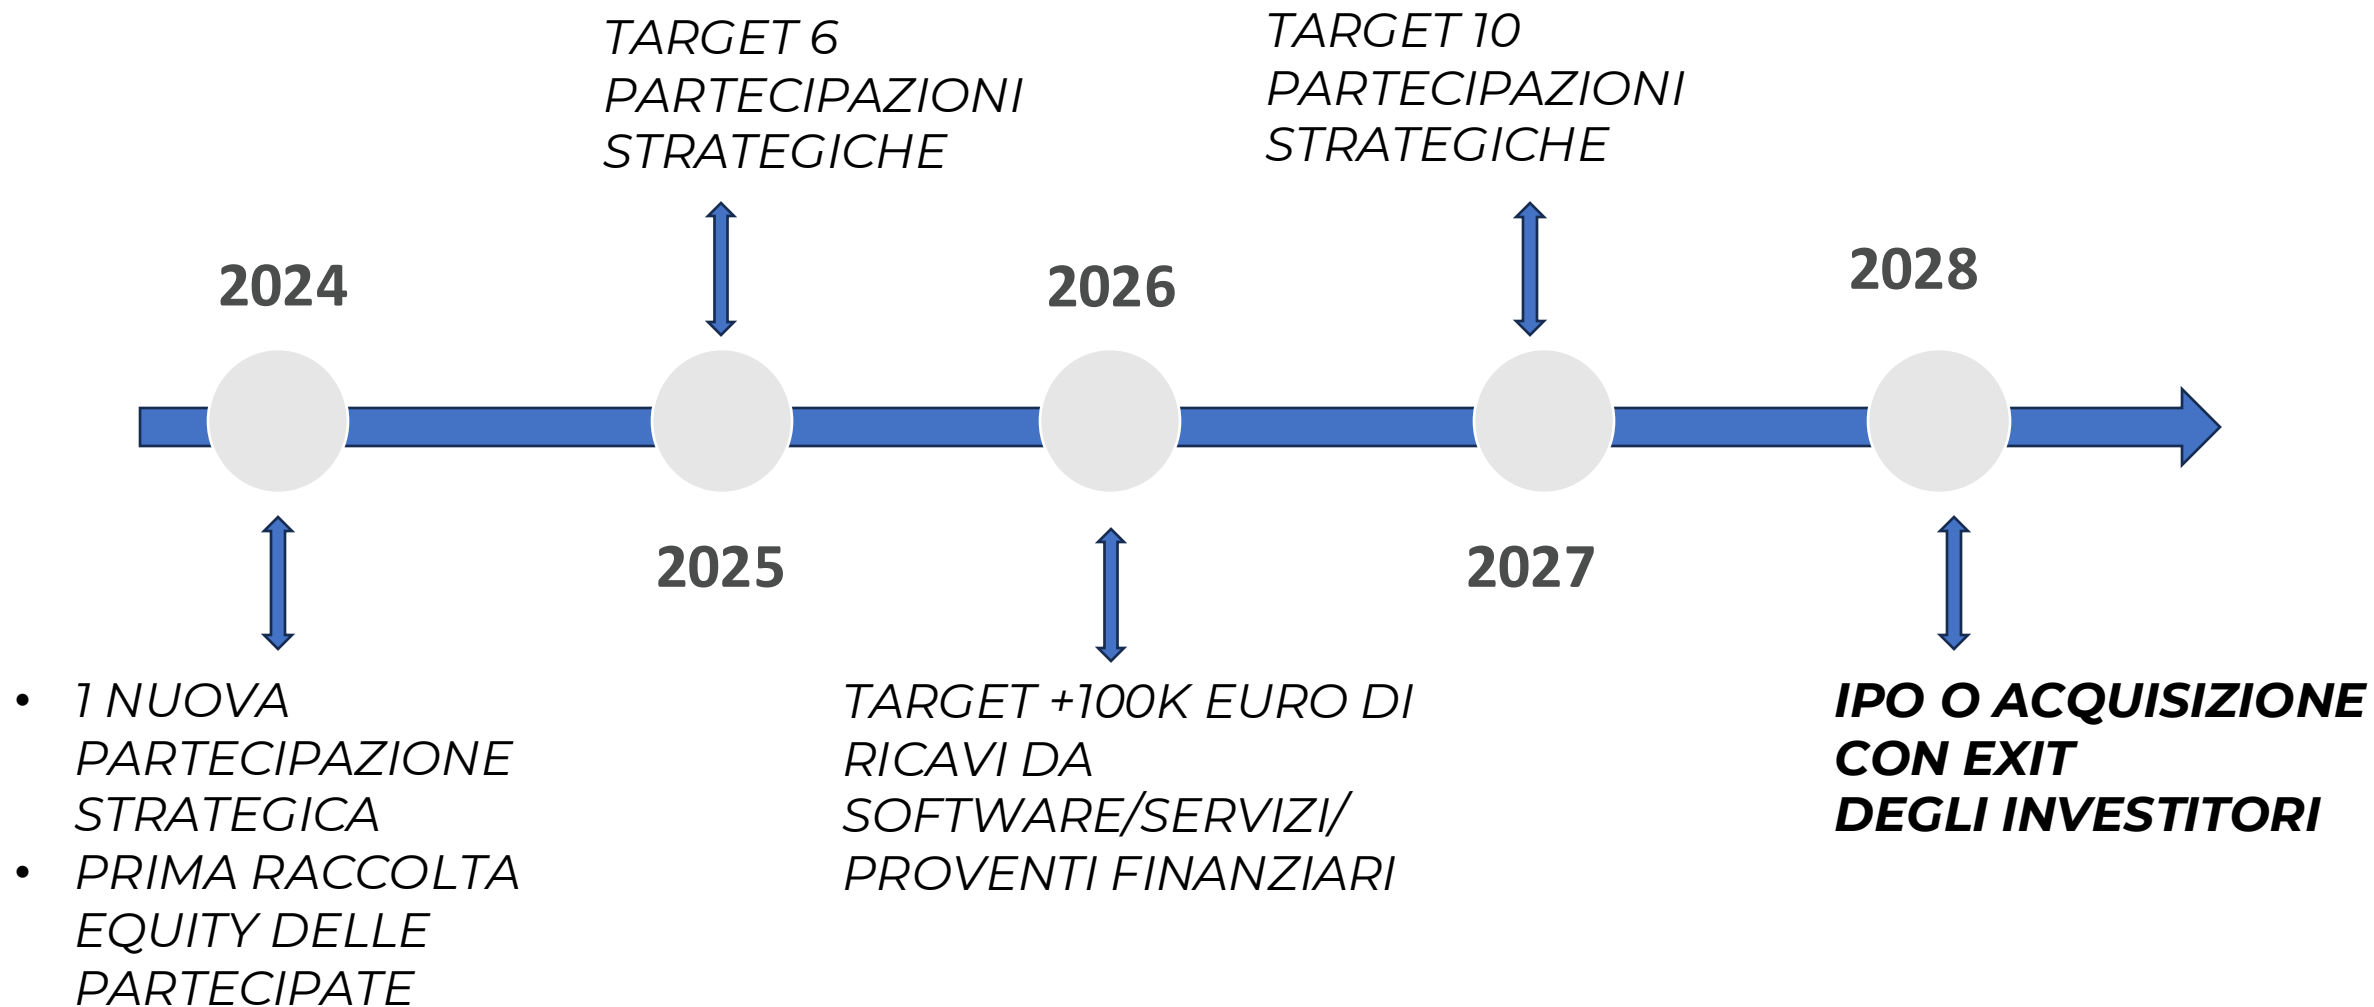 TARGET 6
PARTECIPAZIONI
STRATEGICHE
TARGET 10
PARTECIPAZIONI
STRATEGICHE
2024
2026
2028
2025
2027
• 1 NUOVA
PARTECIPAZIONE
STRATEGICA
• PRIMA RACCOLTA
EQUITY DELLE
PARTECIPATE
TARGET +100K EURO DI
RICAVI DA
SOFTWARE/SERVIZI/
PROVENTI FINANZIARI
IPO O ACQUISIZIONE
CON EXIT
DEGLI INVESTITORI